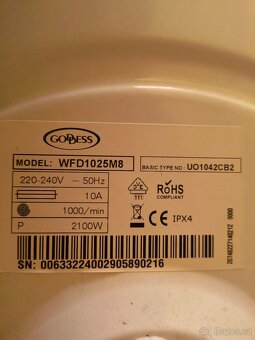 GODDESS
MODEL: WFD1025M8
BASIC TYPE NO UO1042CB2
220-240V ~ 50Hz
10A
1000/min
P 2100W
111
RoHS
COMPLIANT
CE IPX4
SN: 00633224002905890216
bazos.cz